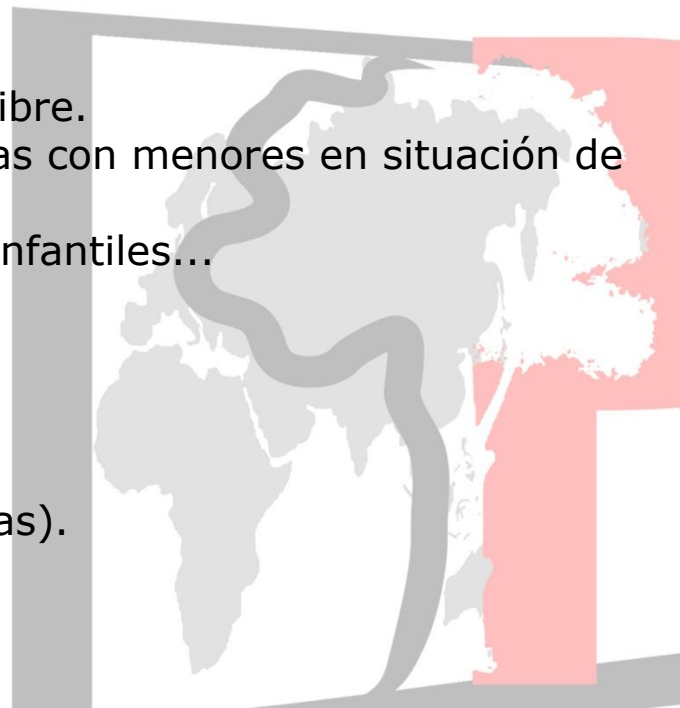 ibre.
as con menores en situación de
nfantiles...
as).